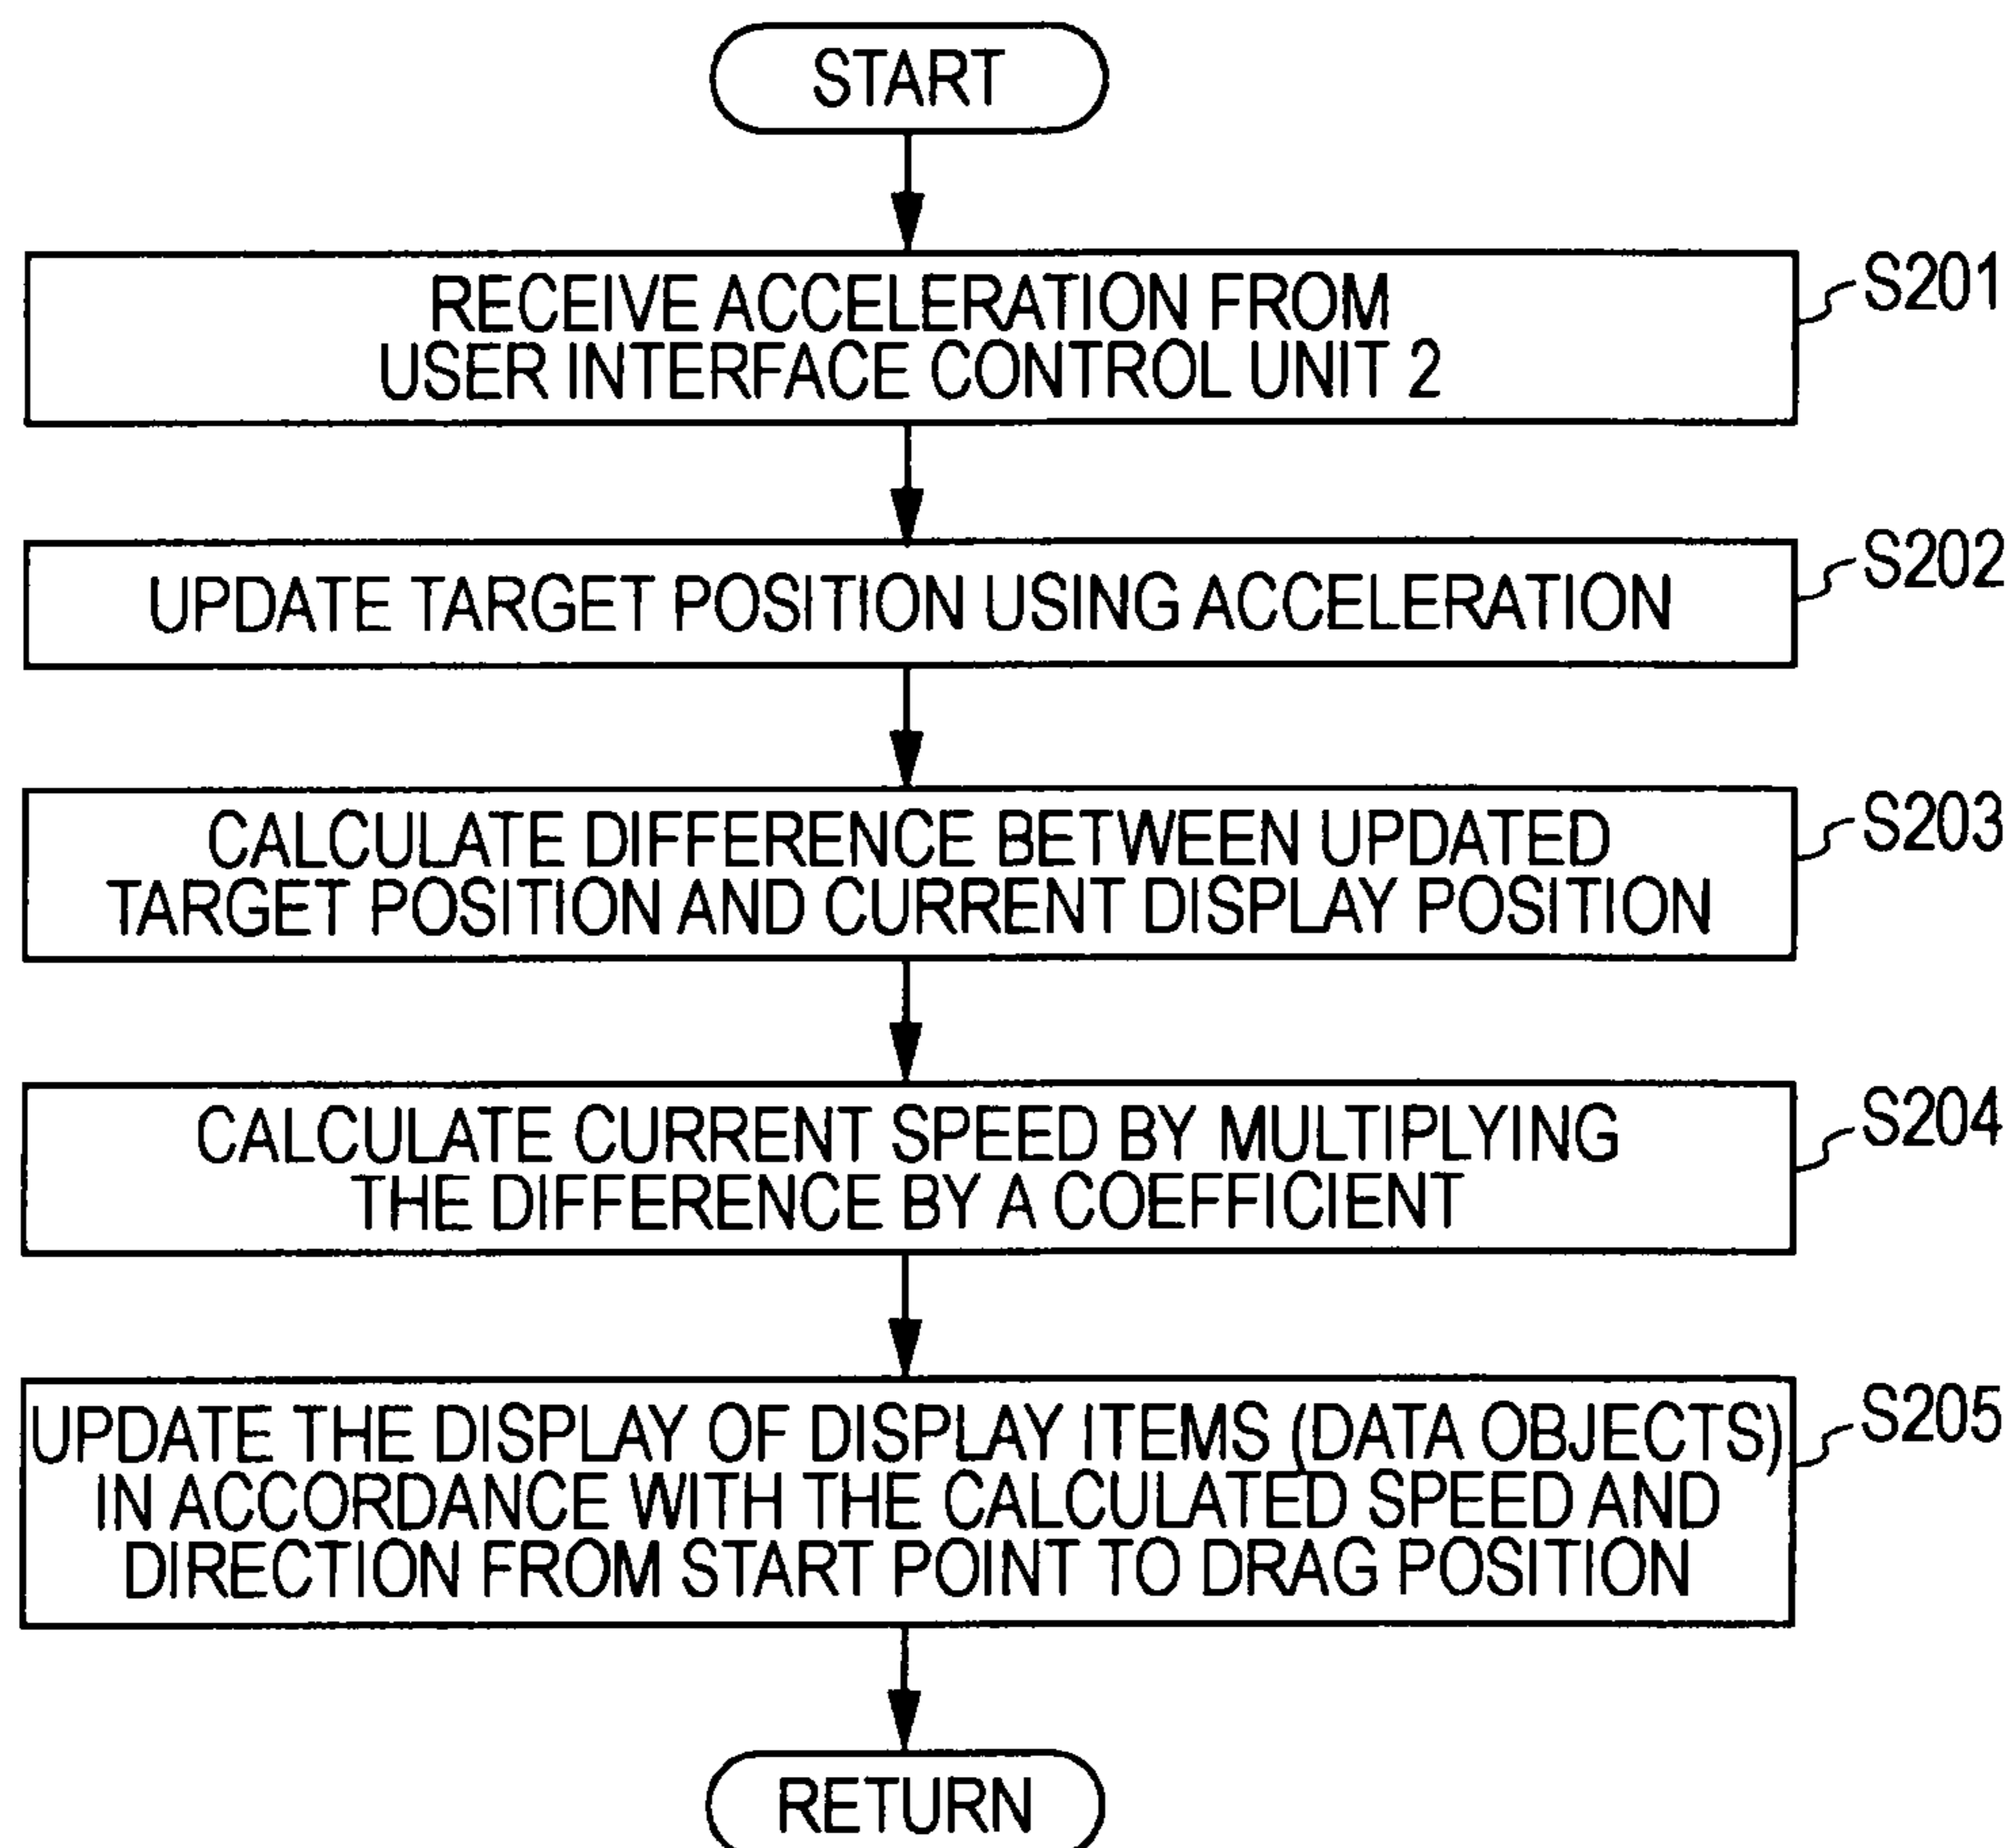 START
RECEIVE ACCELERATION FROM
USER INTERFACE CONTROL UNIT 2
S201
UPDATE TARGET POSITION USING ACCELERATION
S202
CALCULATE DIFFERENCE BETWEEN UPDATED
TARGET POSITION AND CURRENT DISPLAY POSITION
S203
CALCULATE CURRENT SPEED BY MULTIPLYING
THE DIFFERENCE BY A COEFFICIENT
S204
UPDATE THE DISPLAY OF DISPLAY ITEMS (DATA OBJECTS)
IN ACCORDANCE WITH THE CALCULATED SPEED AND
DIRECTION FROM START POINT TO DRAG POSITION
S205
RETURN